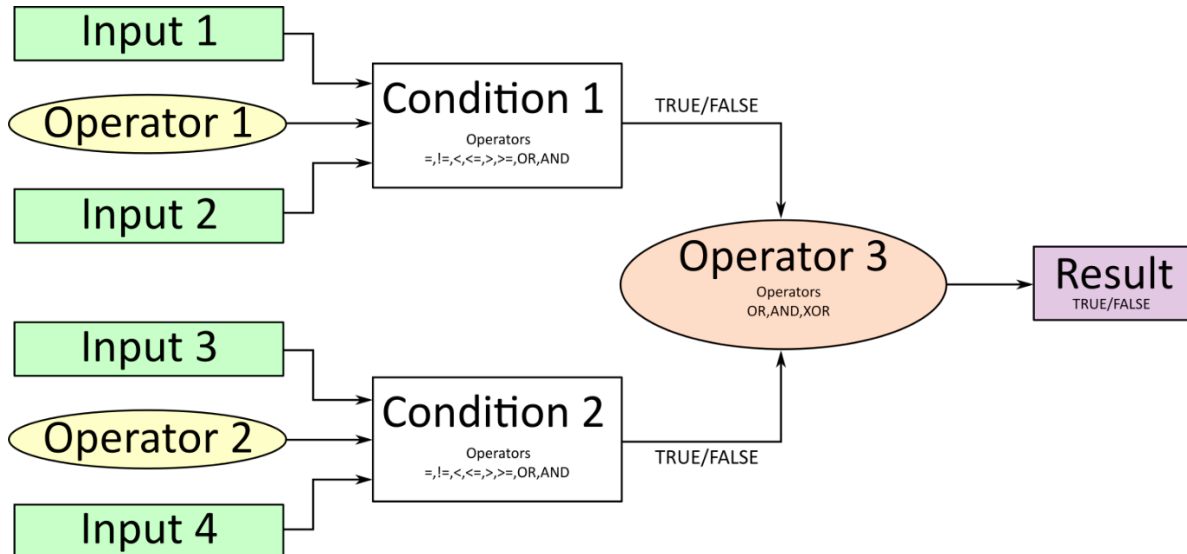 Input 1
Operator 1
Input 2
Condition 1
Operators
=,!=,<,<=,>,>=,OR,AND
TRUE/FALSE
Operator 3
Operators
OR,AND,XOR
Result
TRUE/FALSE
Input 3
Operator 2
Input 4
Condition 2
Operators
=,!=,<,<=,>,>=,OR,AND
TRUE/FALSE